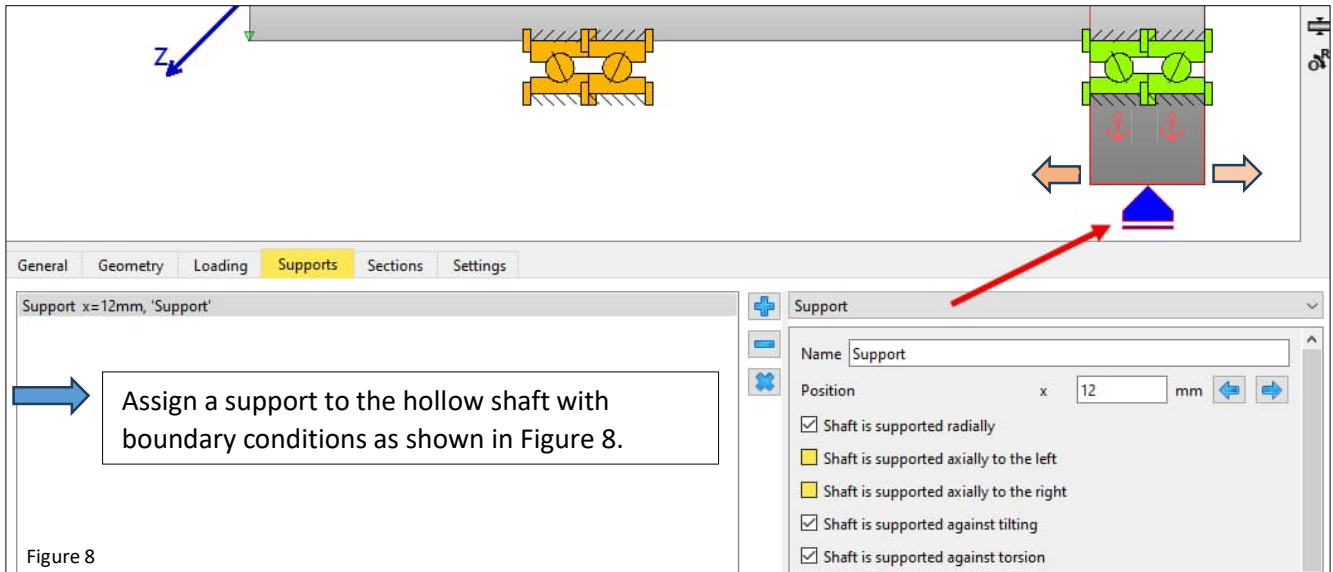 Z
R
General Geometry Loading Supports Sections Settings
Support x=12mm, 'Support'
Support
Name Support
Position x 12 mm
Shaft is supported radially
Shaft is supported axially to the left
Shaft is supported axially to the right
Shaft is supported against tilting
Shaft is supported against torsion
Assign a support to the hollow shaft with
boundary conditions as shown in Figure 8.
Figure 8